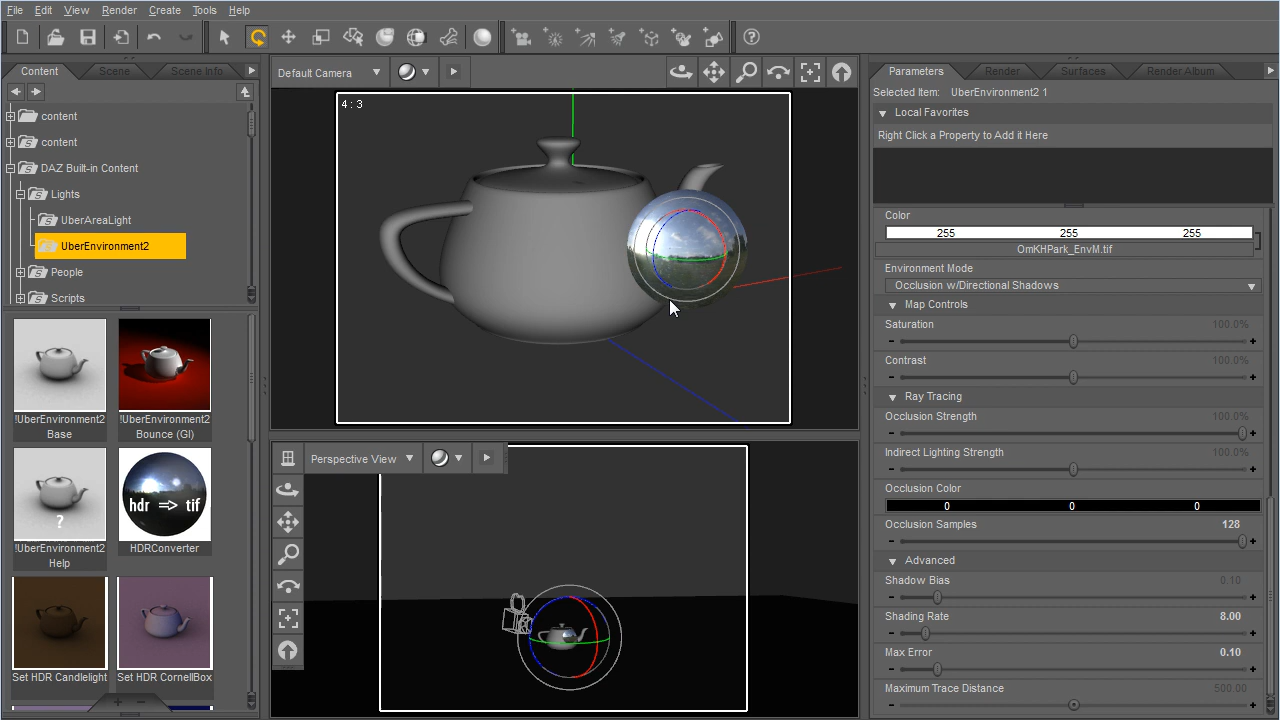 File Edit View Render Create Tools Help
Content Scene Scene Info
Default Camera
Parameters Render Surfaces Render Album
Selected Item: UberEnvironment2 1
Local Favorites
Right Click a Property to Add it Here
4 : 3
content
content
DAZ Built-in Content
Lights
UberAreaLight
UberEnvironment2
People
Scripts
!UberEnvironment2
Base
!UberEnvironment2
Bounce (GI)
hdr => tif
?
!UberEnvironment2
Help
HDRConverter
Set HDR Candlelight
Set HDR CornellBox
Perspective View
Color
255 255 255
OmKHPark_EnvM.tif
Environment Mode
Occlusion w/Directional Shadows
Map Controls
Saturation 100.0%
Contrast 100.0%
Ray Tracing
Occlusion Strength 100.0%
Indirect Lighting Strength 100.0%
Occlusion Color
0 0 0
Occlusion Samples 128
Advanced
Shadow Bias 0.10
Shading Rate 8.00
Max Error 0.10
Maximum Trace Distance 500.00